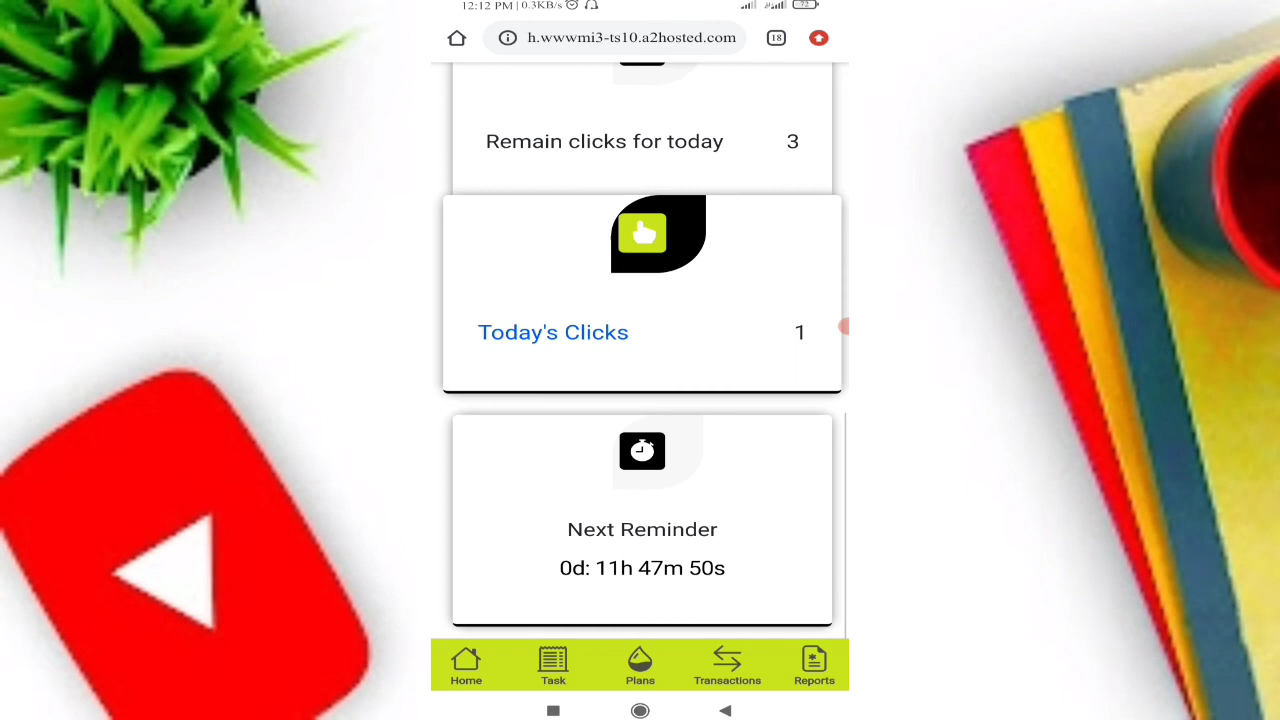 12:12 PM | 0.3KB/s
72
h.wwwmi3-ts10.a2hosted.com
18
Remain clicks for today 3
Today's Clicks 1
Next Reminder
0d: 11h 47m 50s
Home Task Plans Transactions Reports